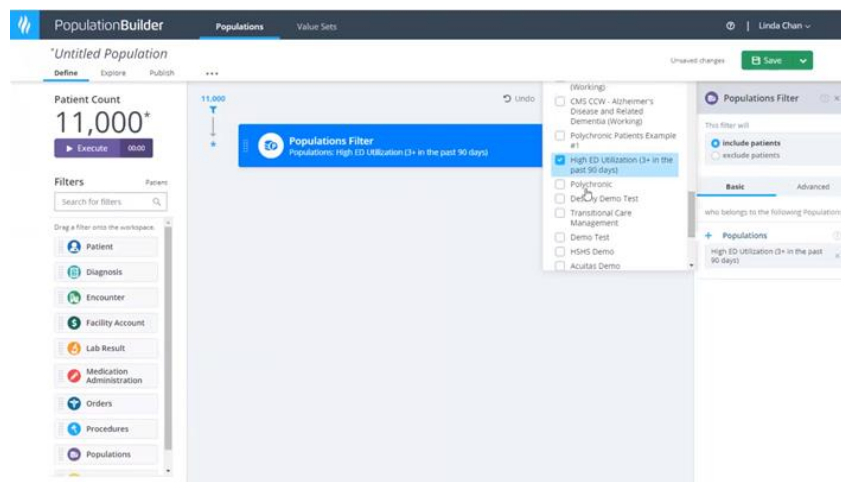 PopulationBuilder
Populations
Value Sets
Linda Chan
*Untitled Population
Unsaved changes
Save
Define
Explore
Publish
Patient Count
11,000*
Execute
00:00
Filters
Patient
Search for filters
Drag a filter onto the workspace.
Patient
Diagnosis
Encounter
Facility Account
Lab Result
Medication
Administration
Orders
Procedures
Populations
11,000
Undo
Populations Filter
Populations: High ED Utilization (3+ in the past 90 days)
(Working)
CMS CCW - Alzheimer's
Disease and Related
Dementia (Working)
Polychronic Patients Example
#1
High ED Utilization (3+ in the
past 90 days)
Polychronic
Demo Test
Transitional Care
Management
Demo Test
HSHS Demo
Acuitas Demo
Populations Filter
This filter will
include patients
exclude patients
Basic
Advanced
who belongs to the following Populations
+ Populations
High ED Utilization (3+ in the past
90 days)